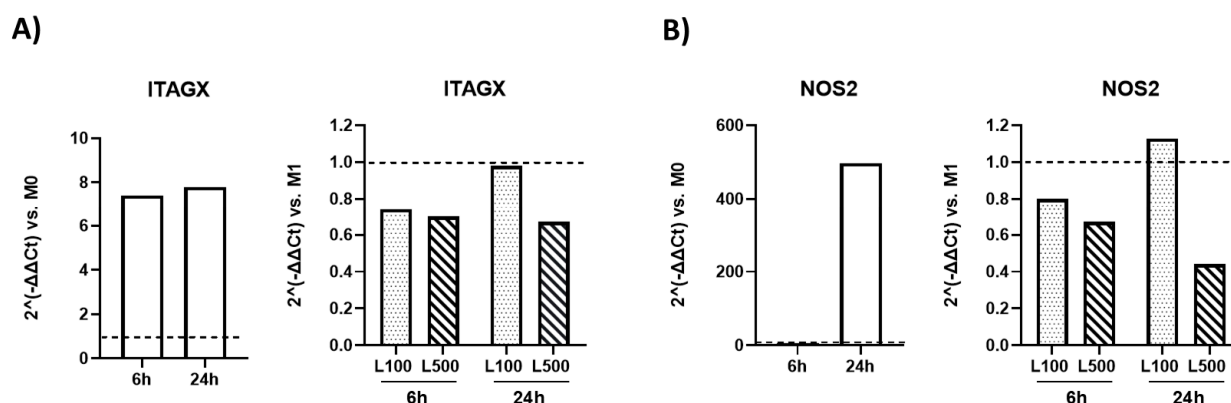 A)
ITAGX
2^(-ΔΔCt) vs. M0
10
8
6
4
2
0
6h 24h
ITAGX
2^(-ΔΔCt) vs. M1
1.2
1.0
0.8
0.6
0.4
0.2
0.0
L100 L500 L100 L500
6h 24h
B)
NOS2
2^(-ΔΔCt) vs. M0
600
400
200
0
6h 24h
NOS2
2^(-ΔΔCt) vs. M1
1.2
1.0
0.8
0.6
0.4
0.2
0.0
L100 L500 L100 L500
6h 24h